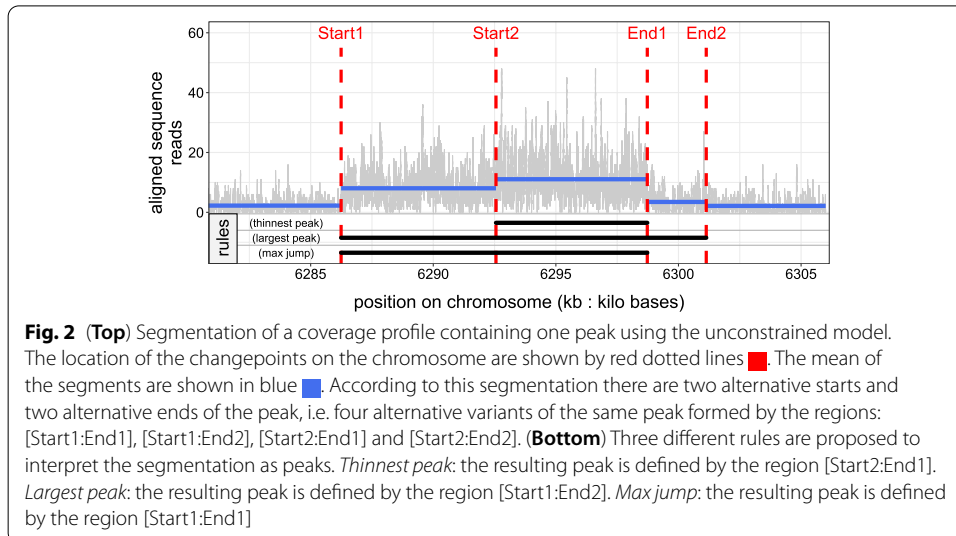 60
40
20
0
aligned sequence
reads
Start1
Start2
End1
End2
rules
(thinnest peak)
(largest peak)
(max jump)
6285
6290
6295
6300
6305
position on chromosome (kb : kilo bases)
Fig. 2 (Top) Segmentation of a coverage profile containing one peak using the unconstrained model.
The location of the changepoints on the chromosome are shown by red dotted lines . The mean of
the segments are shown in blue . According to this segmentation there are two alternative starts and
two alternative ends of the peak, i.e. four alternative variants of the same peak formed by the regions:
[Start1:End1], [Start1:End2], [Start2:End1] and [Start2:End2]. (Bottom) Three different rules are proposed to
interpret the segmentation as peaks. Thinnest peak: the resulting peak is defined by the region [Start2:End1].
Largest peak: the resulting peak is defined by the region [Start1:End2]. Max jump: the resulting peak is defined
by the region [Start1:End1]